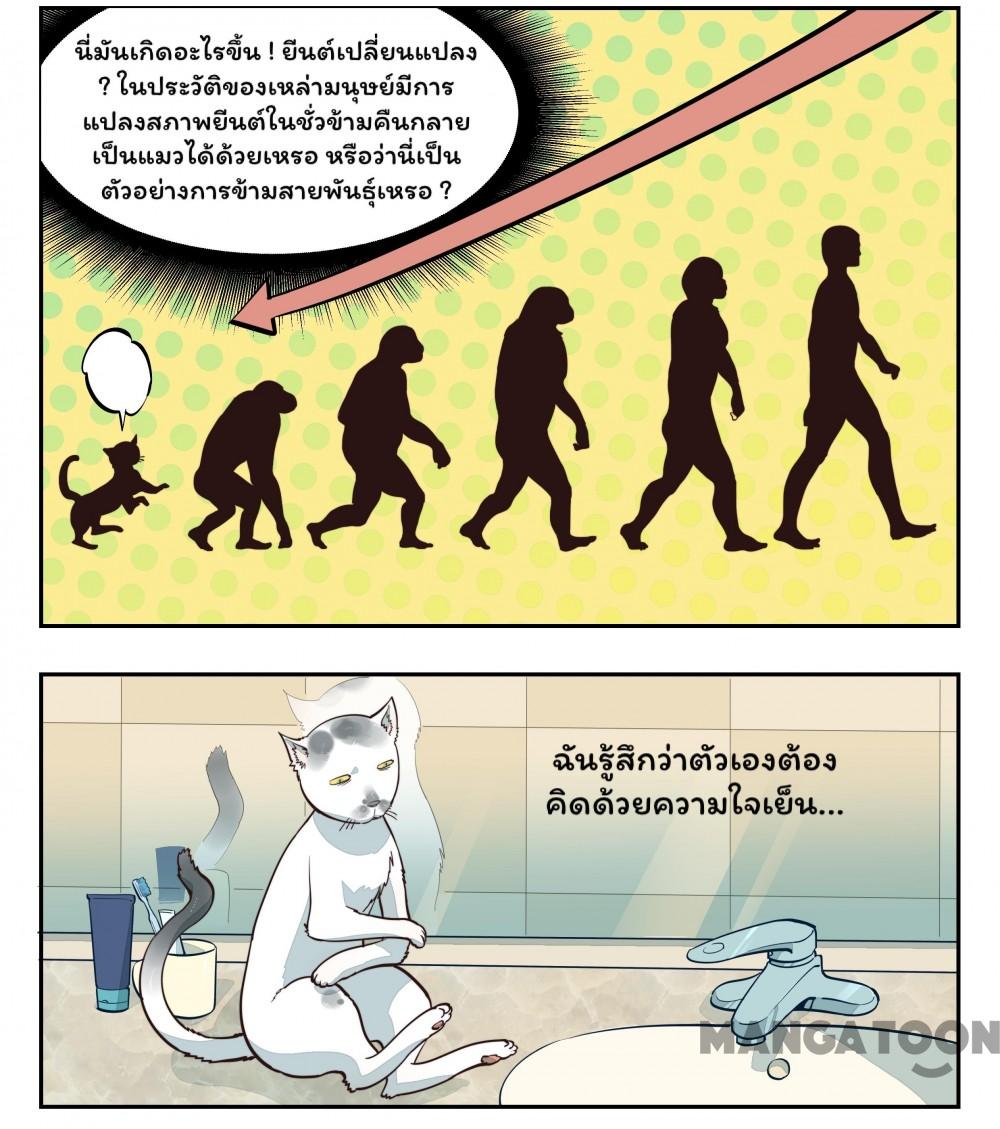 นี่มันเกิดอะไรขึ้น ! ยีนต์เปลี่ยนแปลง
? ในประวัติของเหล่ามนุษย์มีการ
แปลงสภาพยีนต์ในชั่วข้ามคืนกลาย
เป็นแมวได้ด้วยเหรอ หรือว่านี่เป็น
ตัวอย่างการข้ามสายพันธุ์เหรอ ?
ฉันรู้สึกว่าตัวเองต้อง
คิดด้วยความใจเย็น...
MANGATOON